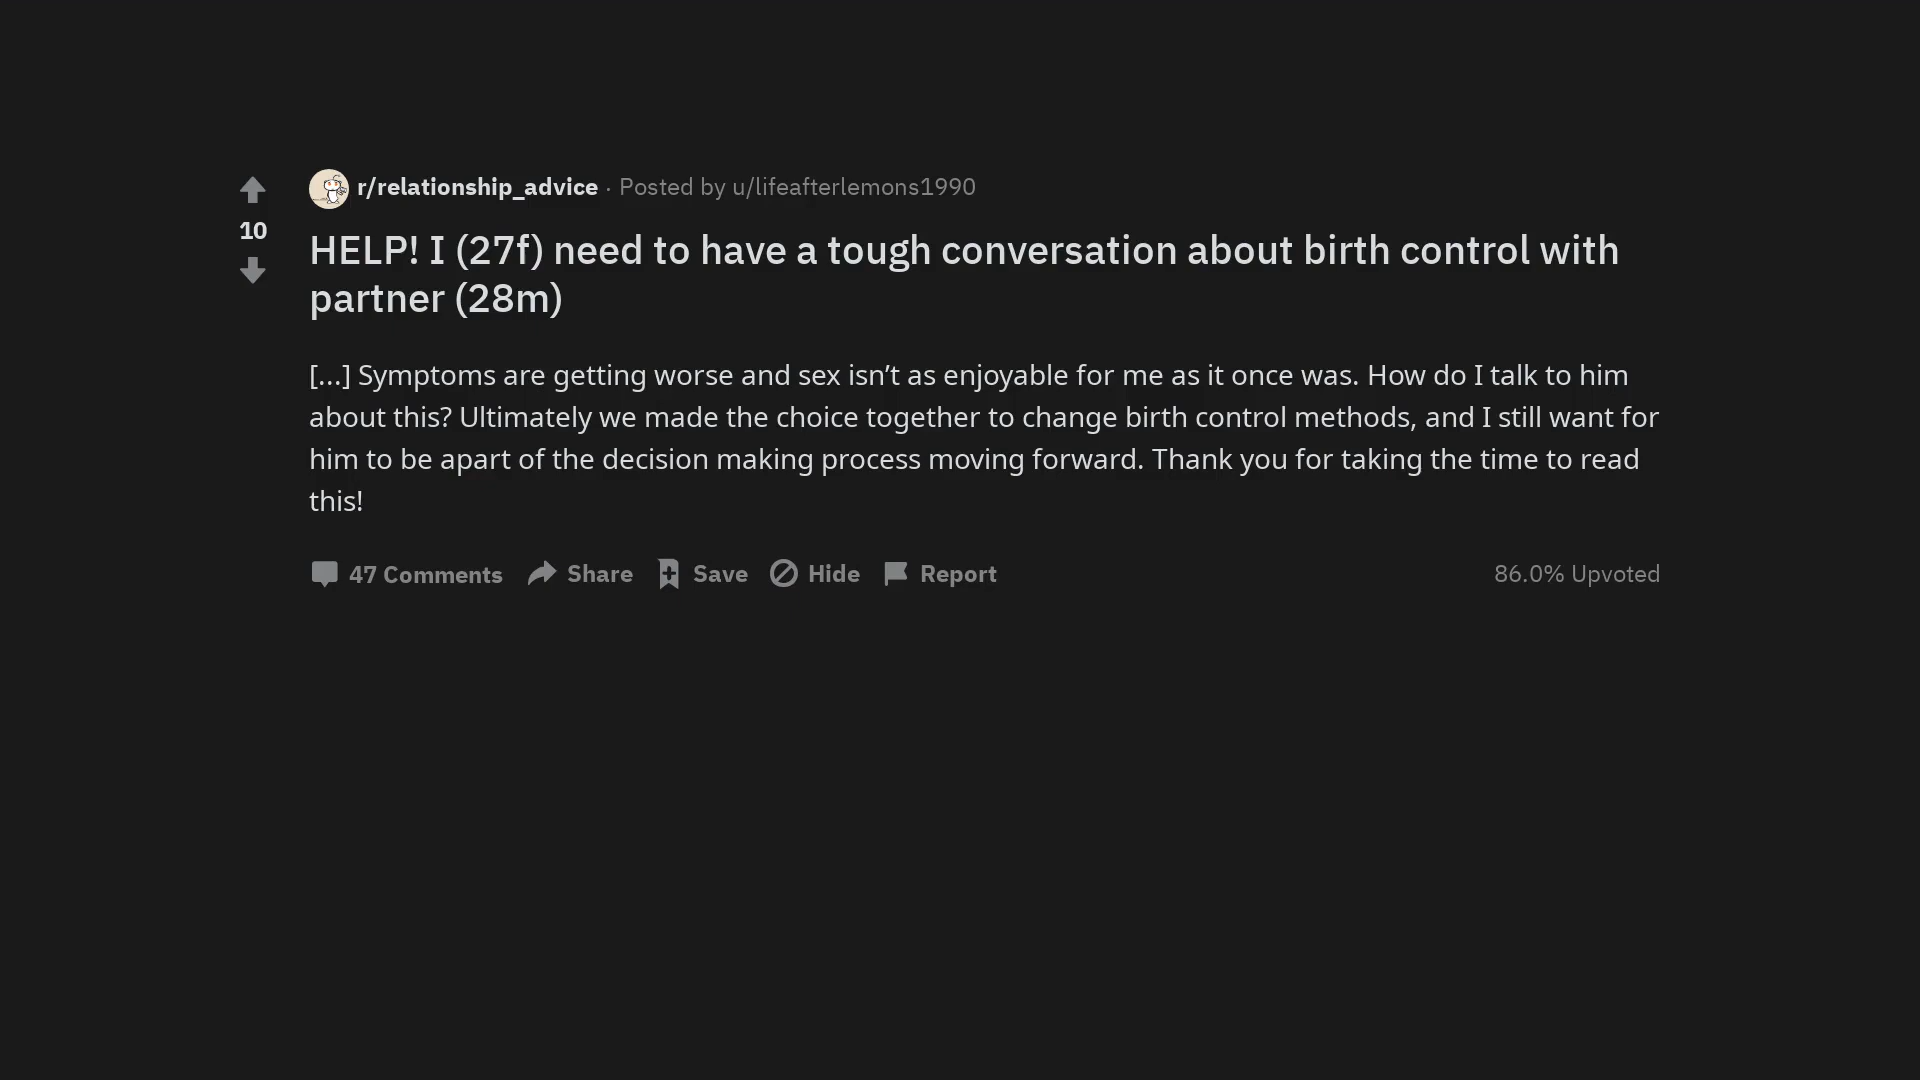 r/relationship_advice · Posted by u/lifeafterlemons1990
10
HELP! I (27f) need to have a tough conversation about birth control with
partner (28m)
[...] Symptoms are getting worse and sex isn’t as enjoyable for me as it once was. How do I talk to him
about this? Ultimately we made the choice together to change birth control methods, and I still want for
him to be apart of the decision making process moving forward. Thank you for taking the time to read
this!
47 Comments Share Save Hide Report 86.0% Upvoted